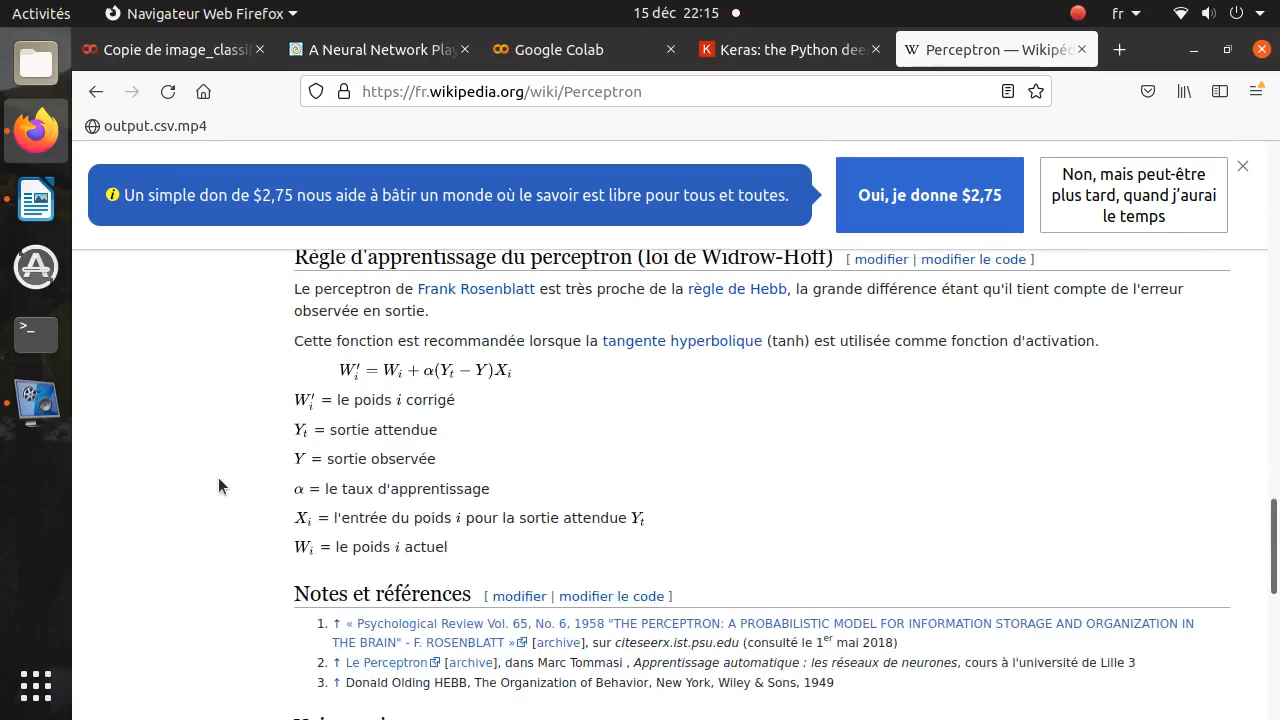 Activités
Navigateur Web Firefox
15 déc 22:15
fr
Copie de image_classif
A Neural Network Play
Google Colab
Keras: the Python dee
Perceptron — Wikipéd
https://fr.wikipedia.org/wiki/Perceptron
output.csv.mp4
Un simple don de $2,75 nous aide à bâtir un monde où le savoir est libre pour tous et toutes.
Oui, je donne $2,75
Non, mais peut-être
plus tard, quand j’aurai
le temps
Règle d'apprentissage du perceptron (loi de Widrow-Hoff) [ modifier | modifier le code ]
Le perceptron de Frank Rosenblatt est très proche de la règle de Hebb, la grande différence étant qu'il tient compte de l'erreur
observée en sortie.
Cette fonction est recommandée lorsque la tangente hyperbolique (tanh) est utilisée comme fonction d'activation.
W′i = Wi + α(Yt − Y)Xi
W′i = le poids i corrigé
Yt = sortie attendue
Y = sortie observée
α = le taux d'apprentissage
Xi = l'entrée du poids i pour la sortie attendue Yt
Wi = le poids i actuel
Notes et références [ modifier | modifier le code ]
1. ↑ « Psychological Review Vol. 65, No. 6, 1958 "THE PERCEPTRON: A PROBABILISTIC MODEL FOR INFORMATION STORAGE AND ORGANIZATION IN
THE BRAIN" - F. ROSENBLATT » [archive], sur citeseerx.ist.psu.edu (consulté le 1er mai 2018)
2. ↑ Le Perceptron [archive], dans Marc Tommasi , Apprentissage automatique : les réseaux de neurones, cours à l'université de Lille 3
3. ↑ Donald Olding HEBB, The Organization of Behavior, New York, Wiley & Sons, 1949